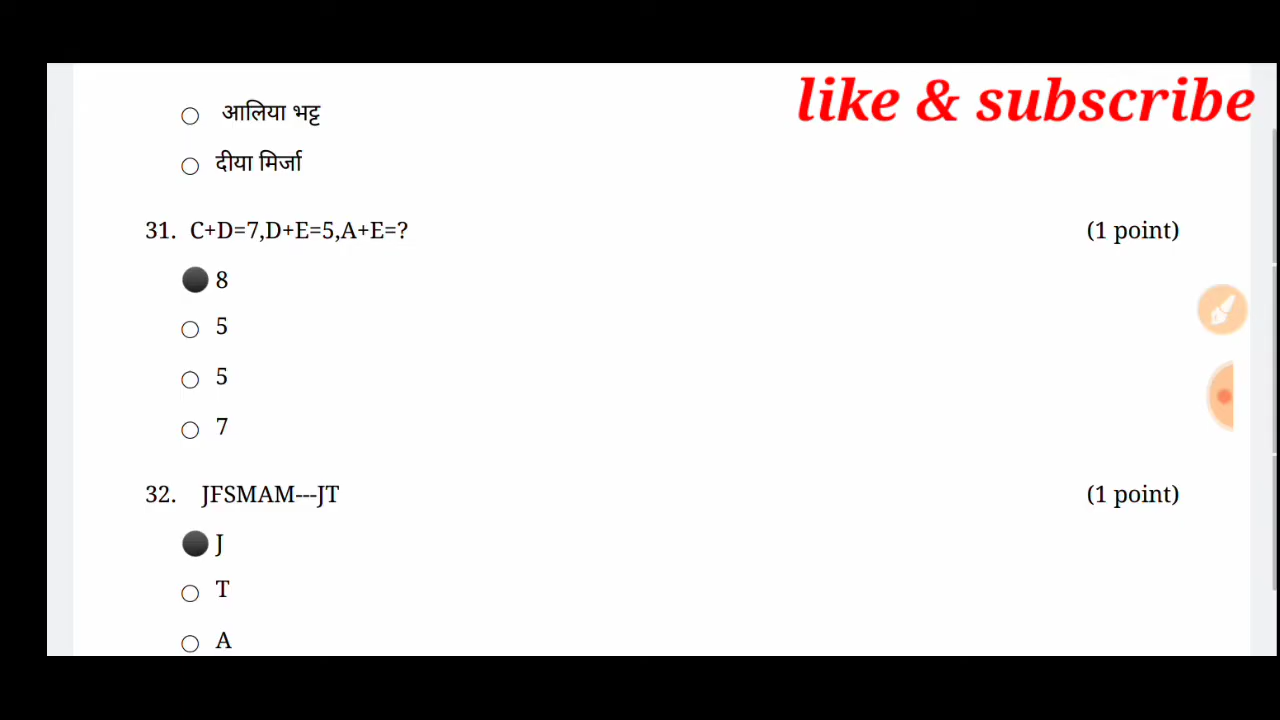 like & subscribe
आलिया भट्ट
दीया मिर्जा
31. C+D=7,D+E=5,A+E=? (1 point)
8
5
5
7
32. JFSMAM---JT (1 point)
J
T
A